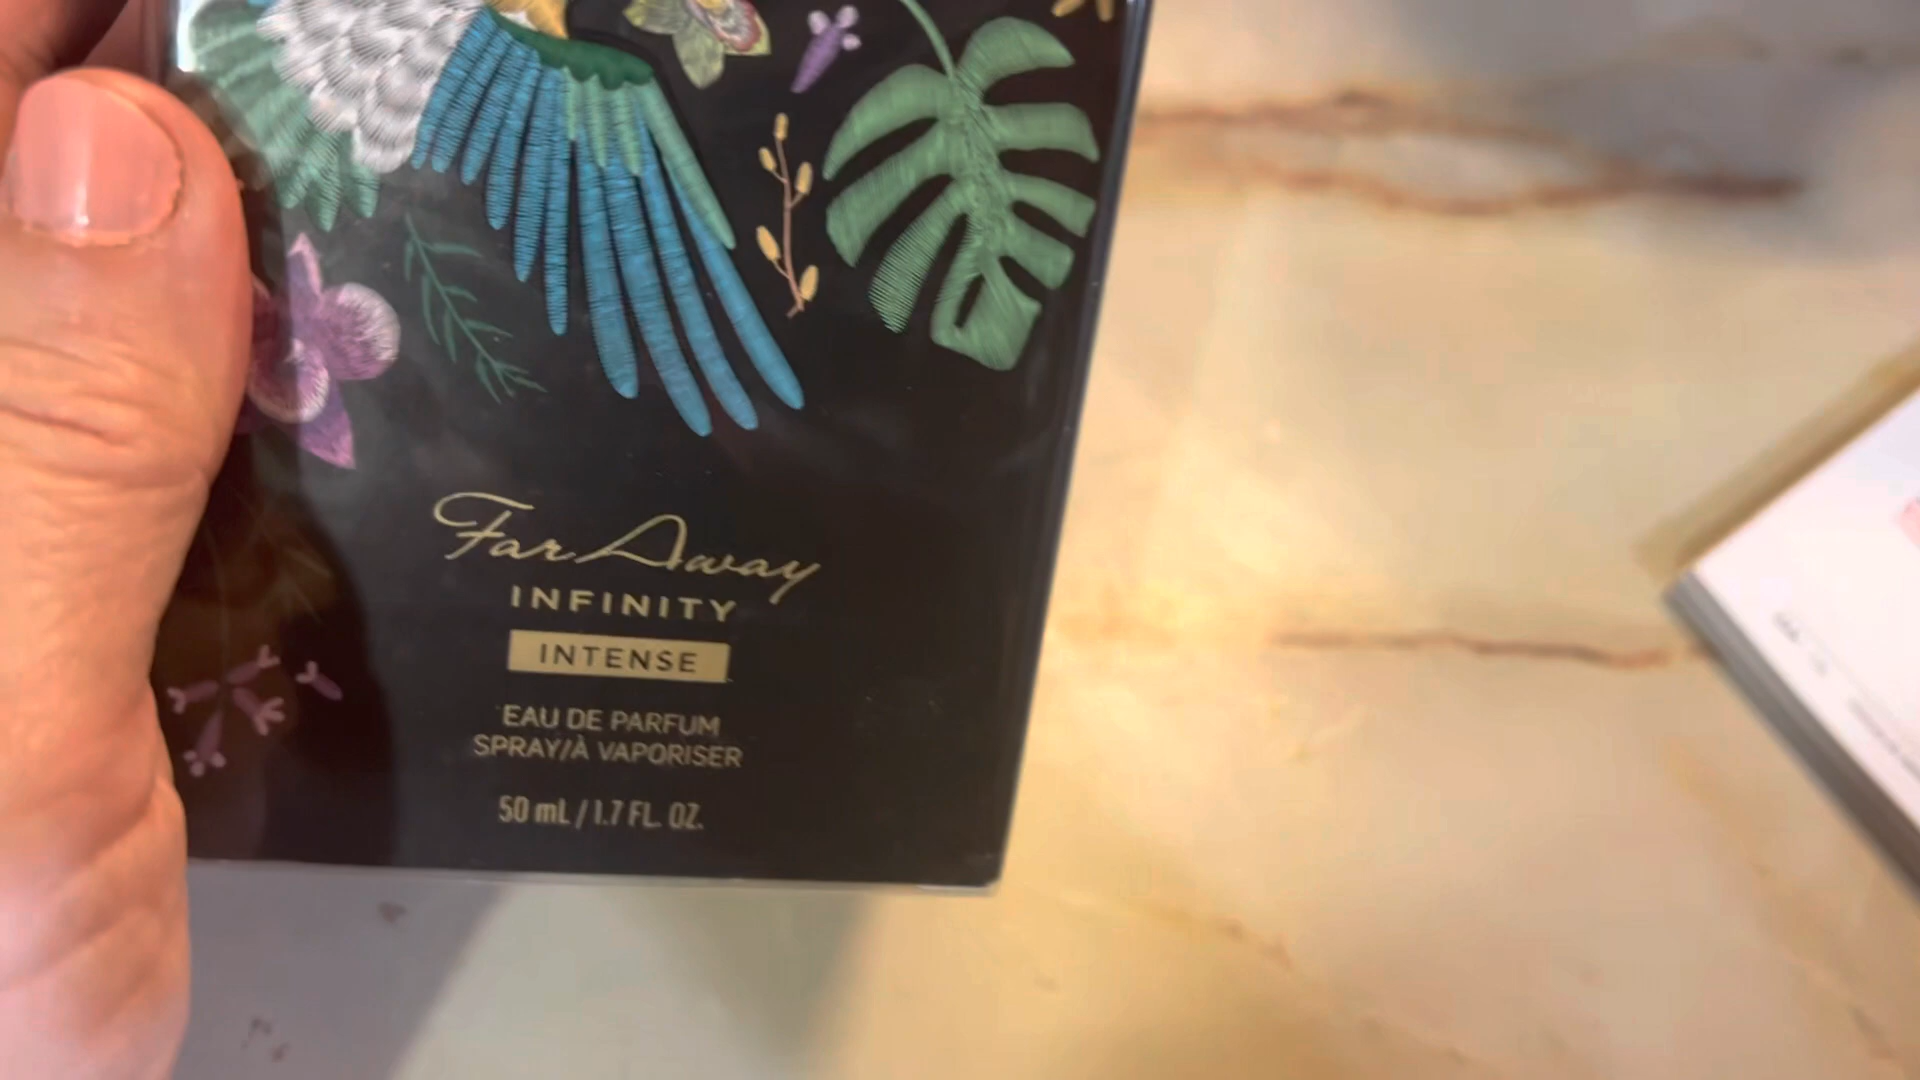 Far Away
INFINITY
INTENSE
EAU DE PARFUM
SPRAY/À VAPORISER
50 mL / 1.7 FL. OZ.